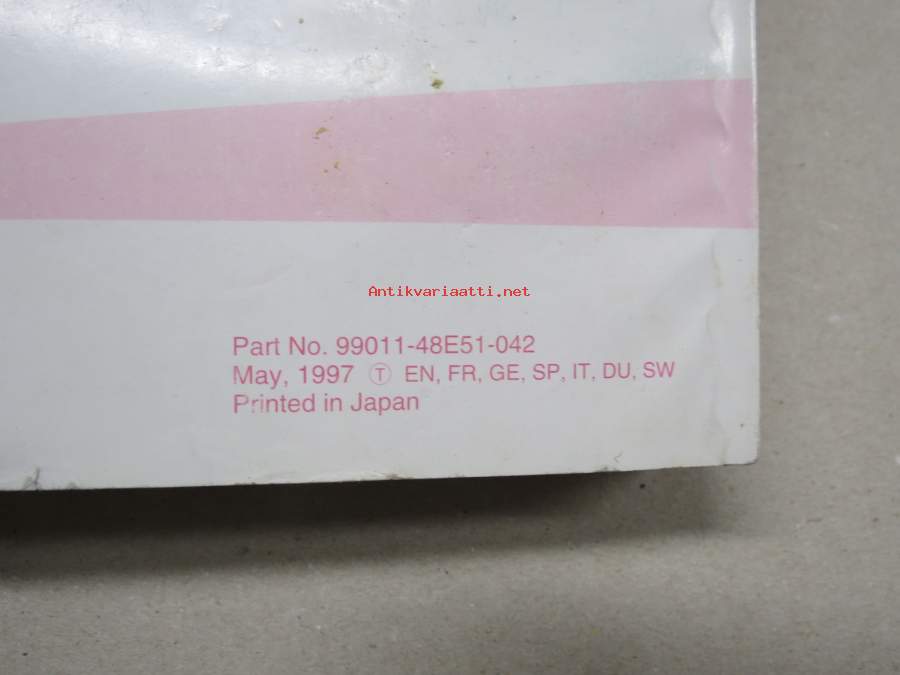 Antikvariaatti.net
Part No. 99011-48E51-042
May, 1997 Ⓣ EN, FR, GE, SP, IT, DU, SW
Printed in Japan